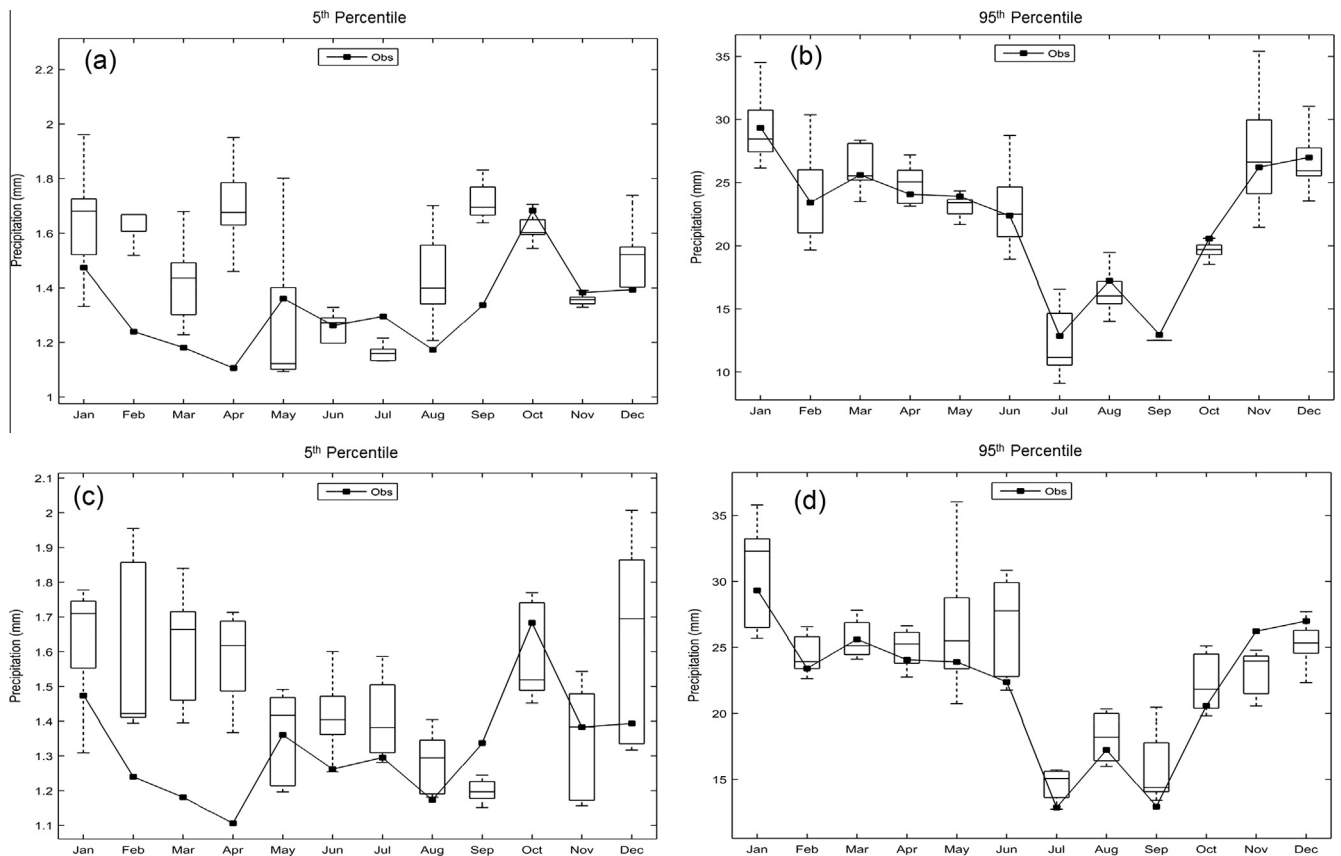 5th Percentile
(a)
Obs
Precipitation (mm)
2.2
2
1.8
1.6
1.4
1.2
1
Jan Feb Mar Apr May Jun Jul Aug Sep Oct Nov Dec
95th Percentile
(b)
Obs
Precipitation (mm)
35
30
25
20
15
10
Jan Feb Mar Apr May Jun Jul Aug Sep Oct Nov Dec
5th Percentile
(c)
Obs
Precipitation (mm)
2.1
2
1.9
1.8
1.7
1.6
1.5
1.4
1.3
1.2
1.1
Jan Feb Mar Apr May Jun Jul Aug Sep Oct Nov Dec
95th Percentile
(d)
Obs
Precipitation (mm)
35
30
25
20
15
Jan Feb Mar Apr May Jun Jul Aug Sep Oct Nov Dec